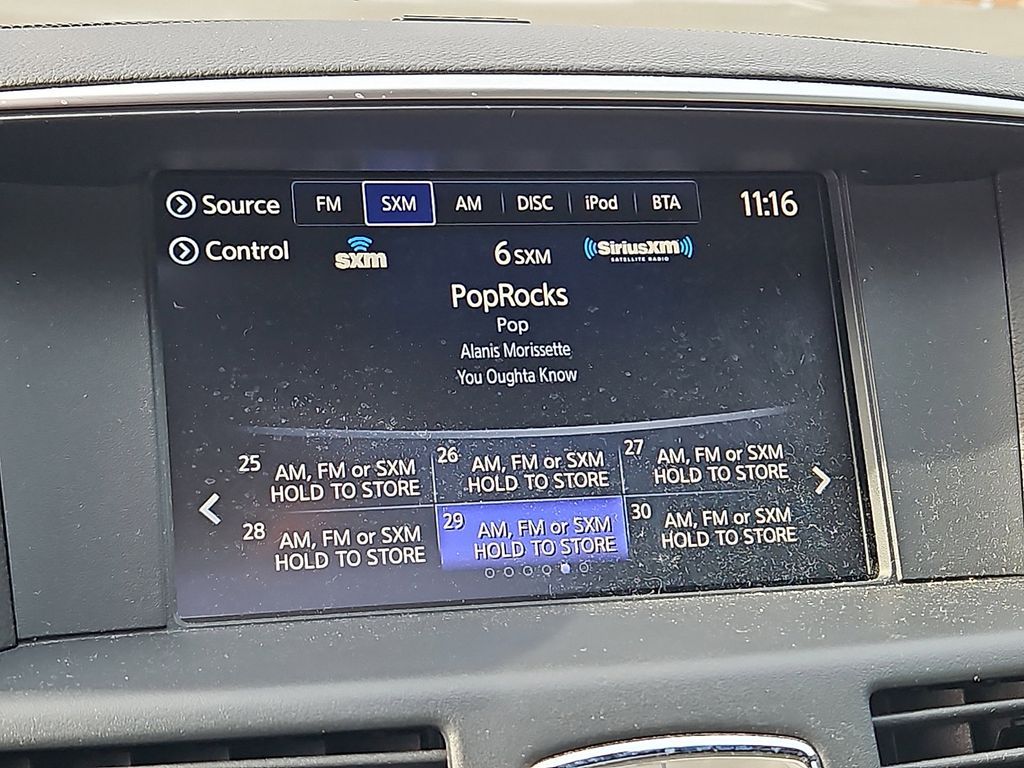 Source FM SXM AM DISC iPod BTA 11:16
Control sxm 6 SXM ((SiriusXM))
SATELLITE RADIO
PopRocks
Pop
Alanis Morissette
You Oughta Know
25 AM, FM or SXM
HOLD TO STORE
26 AM, FM or SXM
HOLD TO STORE
27 AM, FM or SXM
HOLD TO STORE
28 AM, FM or SXM
HOLD TO STORE
29 AM, FM or SXM
HOLD TO STORE
30 AM, FM or SXM
HOLD TO STORE